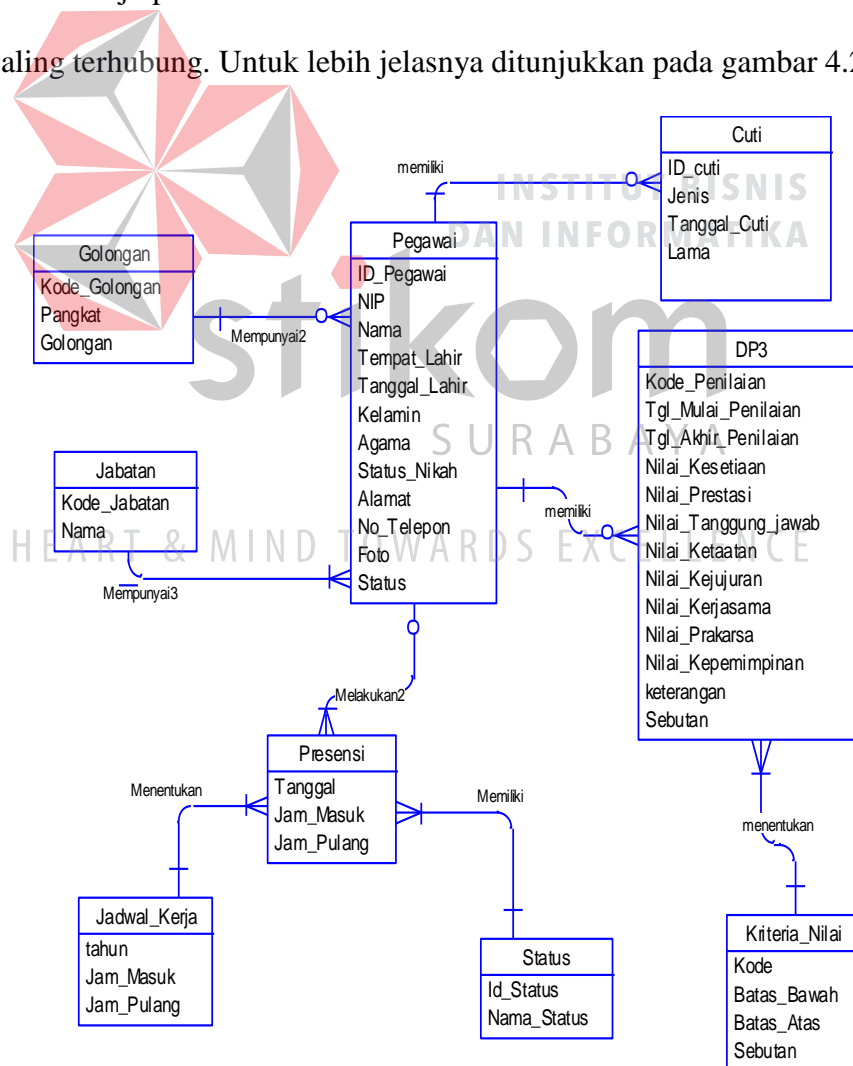 aling terhubung. Untuk lebih jelasnya ditunjukkan pada gambar 4.2
Cuti
ID_cuti
Jenis
Tanggal_Cuti
Lama
memiliki
INSTITUT BISNIS
DAN INFORMATIKA
Golongan
Kode_Golongan
Pangkat
Golongan
Mempunyai2
Pegawai
ID_Pegawai
NIP
Nama
Tempat_Lahir
Tanggal_Lahir
Kelamin
Agama
Status_Nikah
Alamat
No_Telepon
Foto
Status
stikom
SURABAYA
DP3
Kode_Penilaian
Tgl_Mulai_Penilaian
Tgl_Akhir_Penilaian
Nilai_Kesetiaan
Nilai_Prestasi
Nilai_Tanggung_jawab
Nilai_Ketaatan
Nilai_Kejujuran
Nilai_Kerjasama
Nilai_Prakarsa
Nilai_Kepemimpinan
keterangan
Sebutan
memiliki
Jabatan
Kode_Jabatan
Nama
Mempunyai3
HEART & MIND TOWARDS EXCELLENCE
Melakukan2
Presensi
Tanggal
Jam_Masuk
Jam_Pulang
Menentukan
Memiliki
menentukan
Jadwal_Kerja
tahun
Jam_Masuk
Jam_Pulang
Status
Id_Status
Nama_Status
Kriteria_Nilai
Kode
Batas_Bawah
Batas_Atas
Sebutan